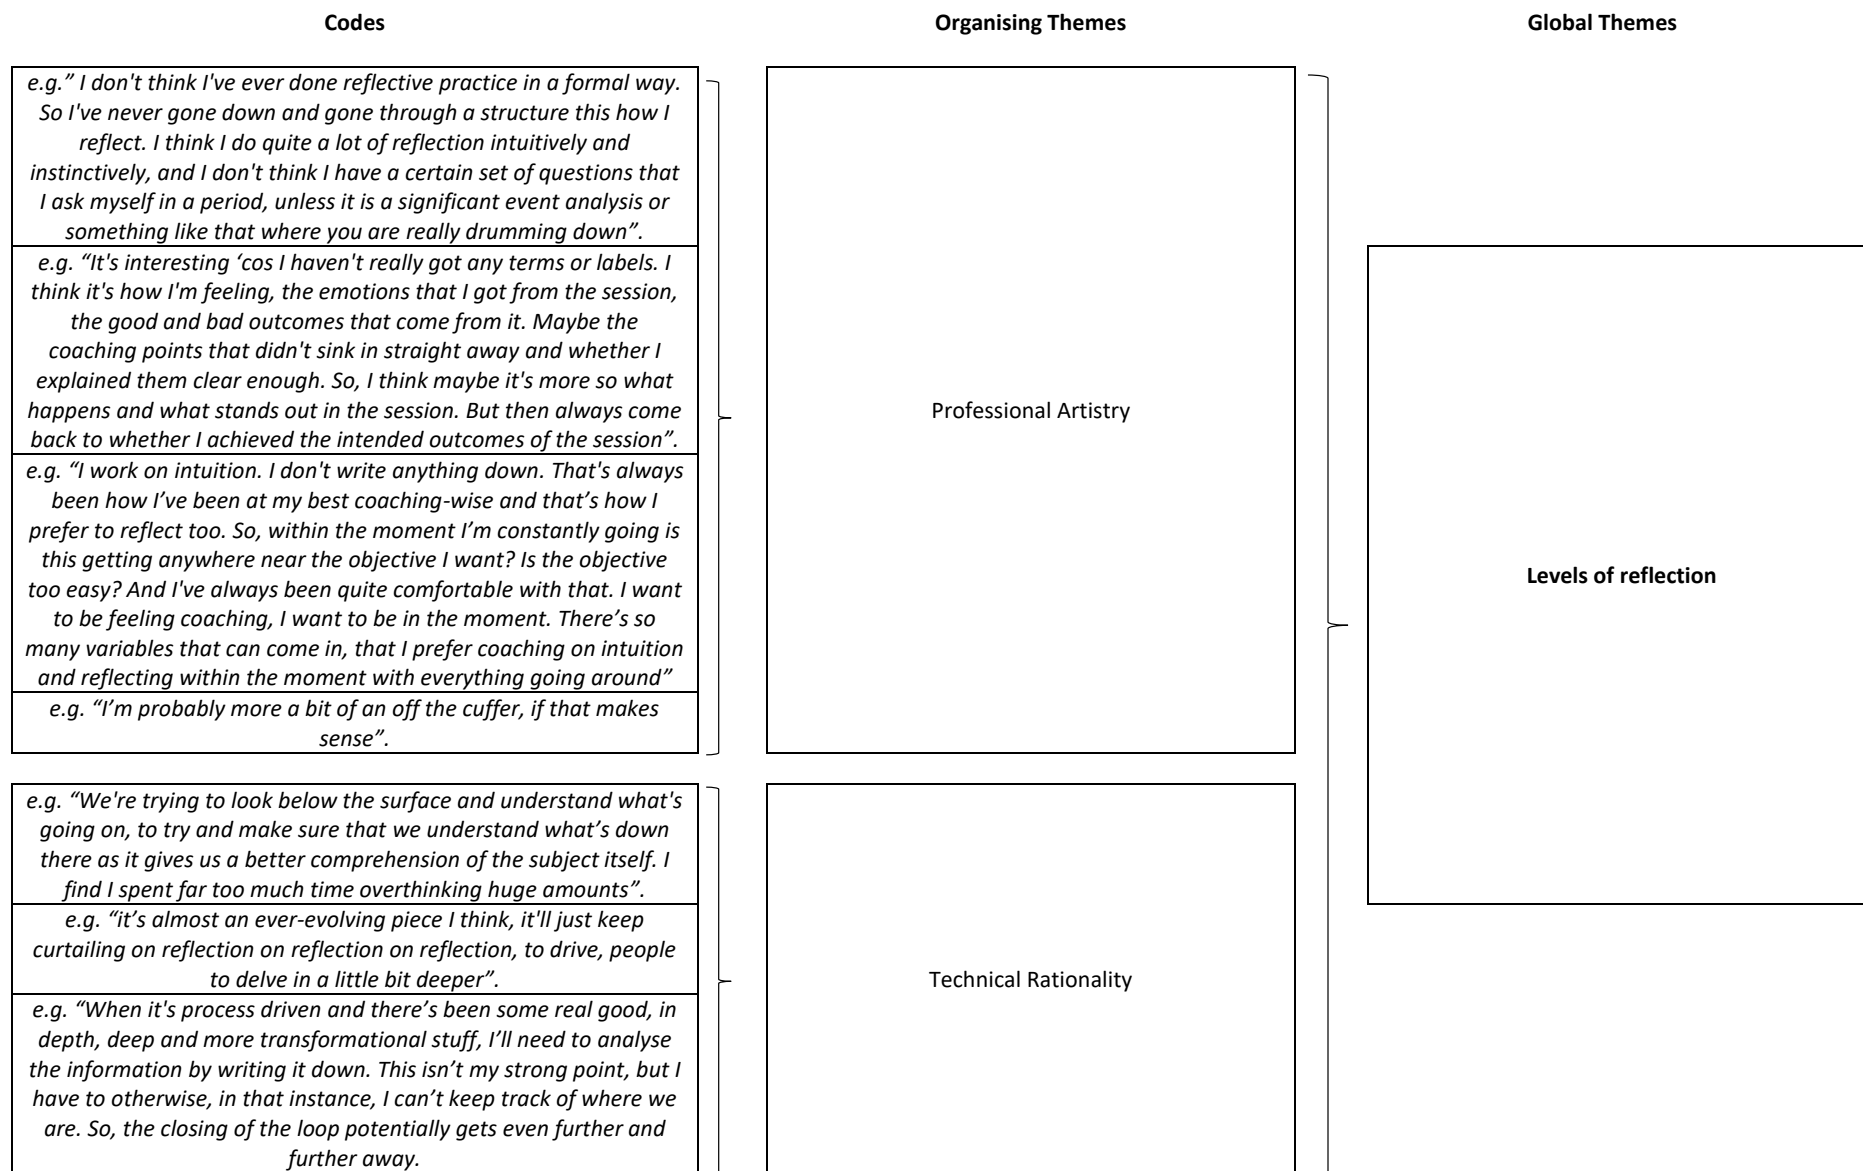 Codes
Organising Themes
Global Themes
e.g.” I don't think I've ever done reflective practice in a formal way.
So I've never gone down and gone through a structure this how I
reflect. I think I do quite a lot of reflection intuitively and
instinctively, and I don't think I have a certain set of questions that
I ask myself in a period, unless it is a significant event analysis or
something like that where you are really drumming down”.
e.g. “It's interesting ‘cos I haven't really got any terms or labels. I
think it's how I'm feeling, the emotions that I got from the session,
the good and bad outcomes that come from it. Maybe the
coaching points that didn't sink in straight away and whether I
explained them clear enough. So, I think maybe it's more so what
happens and what stands out in the session. But then always come
back to whether I achieved the intended outcomes of the session”.
e.g. “I work on intuition. I don't write anything down. That's always
been how I’ve been at my best coaching-wise and that’s how I
prefer to reflect too. So, within the moment I’m constantly going is
this getting anywhere near the objective I want? Is the objective
too easy? And I've always been quite comfortable with that. I want
to be feeling coaching, I want to be in the moment. There’s so
many variables that can come in, that I prefer coaching on intuition
and reflecting within the moment with everything going around”
e.g. “I’m probably more a bit of an off the cuffer, if that makes
sense”.
Professional Artistry
Levels of reflection
e.g. “We're trying to look below the surface and understand what's
going on, to try and make sure that we understand what’s down
there as it gives us a better comprehension of the subject itself. I
find I spent far too much time overthinking huge amounts”.
e.g. “it’s almost an ever-evolving piece I think, it'll just keep
curtailing on reflection on reflection on reflection, to drive, people
to delve in a little bit deeper”.
e.g. “When it's process driven and there’s been some real good, in
depth, deep and more transformational stuff, I’ll need to analyse
the information by writing it down. This isn’t my strong point, but I
have to otherwise, in that instance, I can’t keep track of where we
are. So, the closing of the loop potentially gets even further and
further away.
Technical Rationality